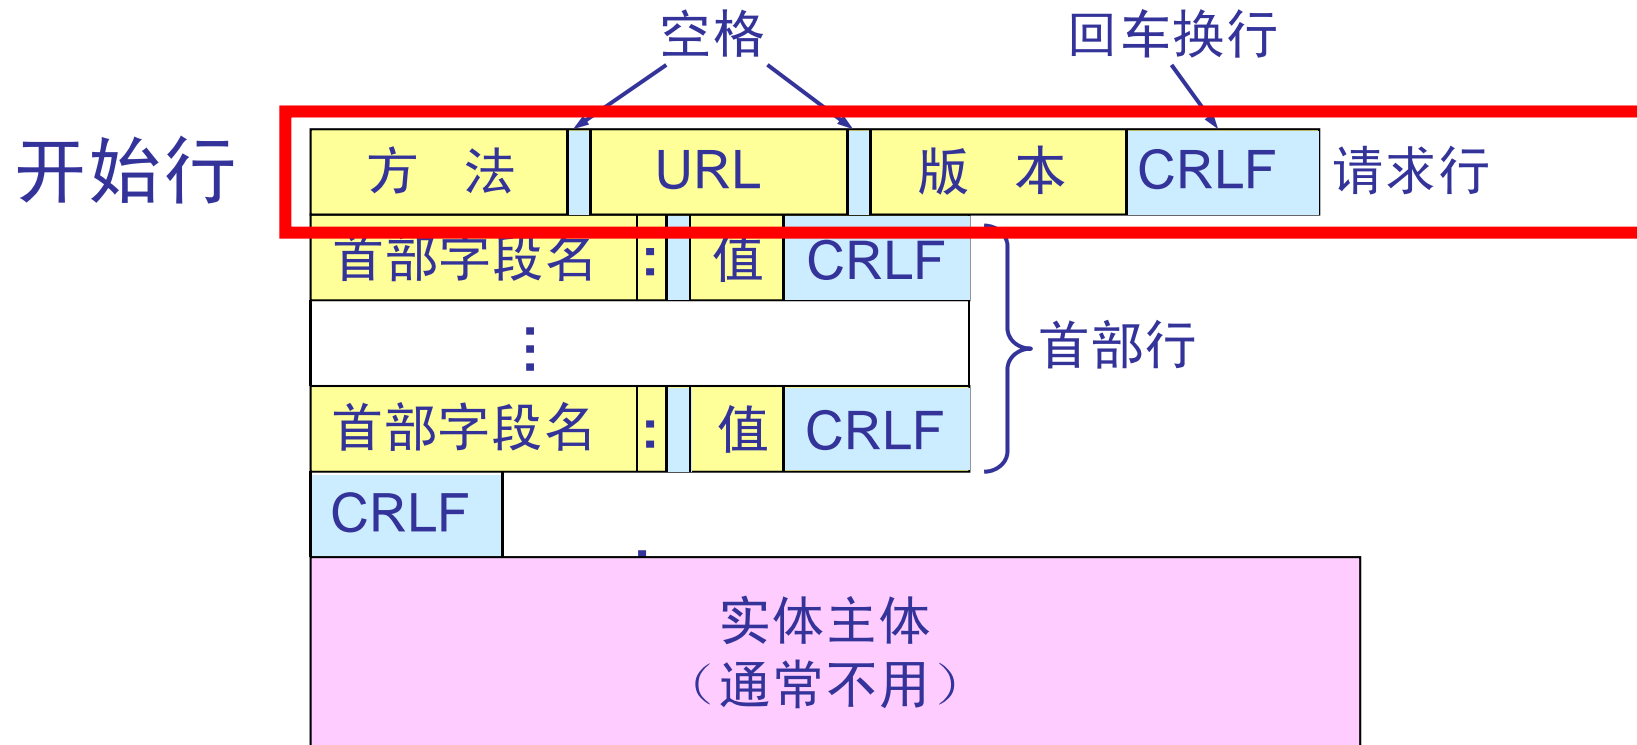 空格 回车换行
开始行 方 法 URL 版 本 CRLF 请求行
首部字段名 : 值 CRLF
⋮ 首部行
首部字段名 : 值 CRLF
CRLF
实体主体
（通常不用）